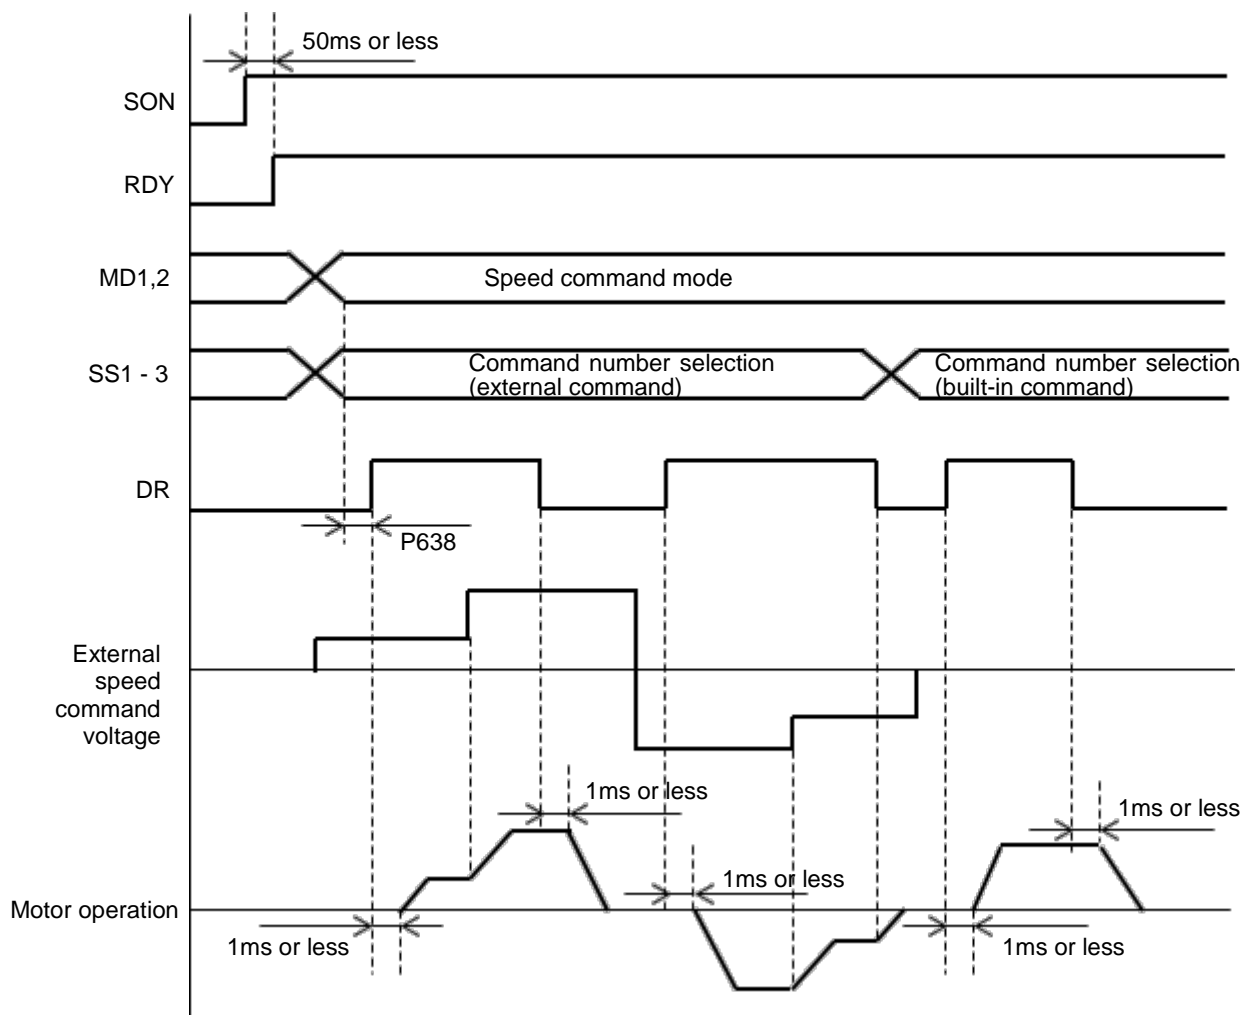 50ms or less
SON
RDY
MD1,2
Speed command mode
SS1 - 3
Command number selection
(external command)
Command number selection
(built-in command)
DR
P638
External
speed
command
voltage
1ms or less
1ms or less
1ms or less
Motor operation
1ms or less
1ms or less